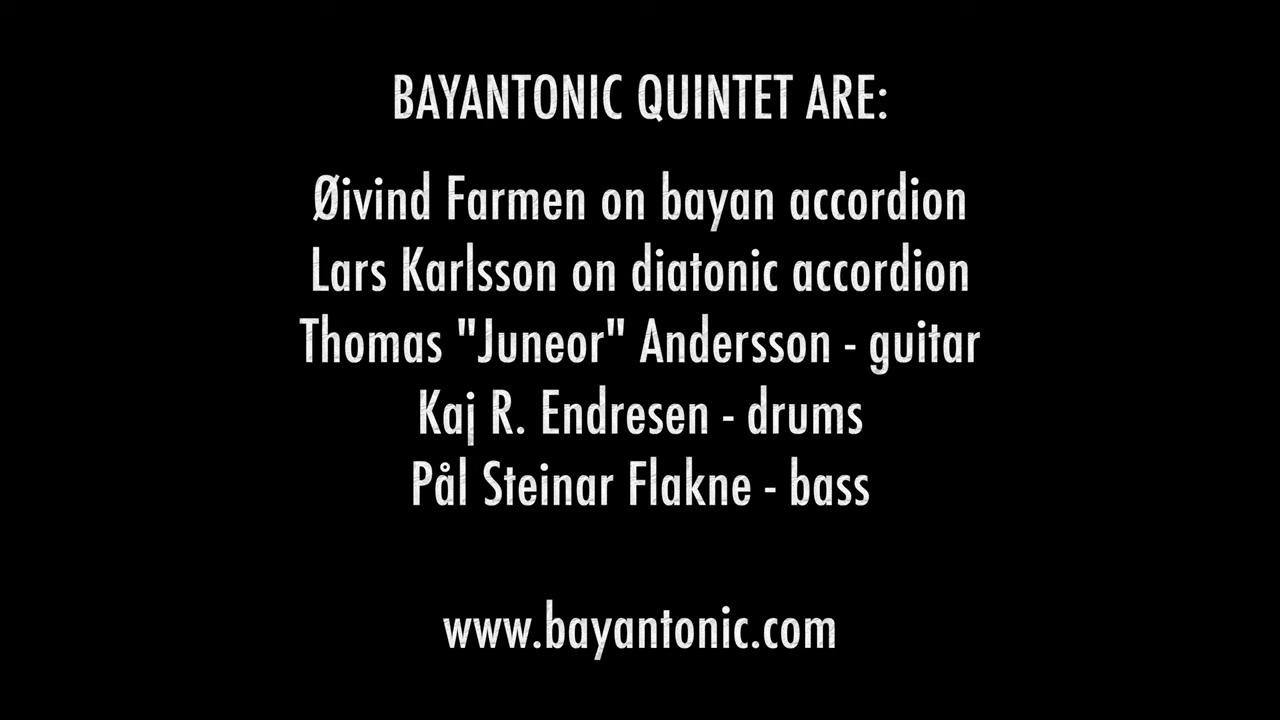 BAYANTONIC QUINTET ARE:
Øivind Farmen on bayan accordion
Lars Karlsson on diatonic accordion
Thomas "Juneor" Andersson - guitar
Kaj R. Endresen - drums
Pål Steinar Flakne - bass
www.bayantonic.com